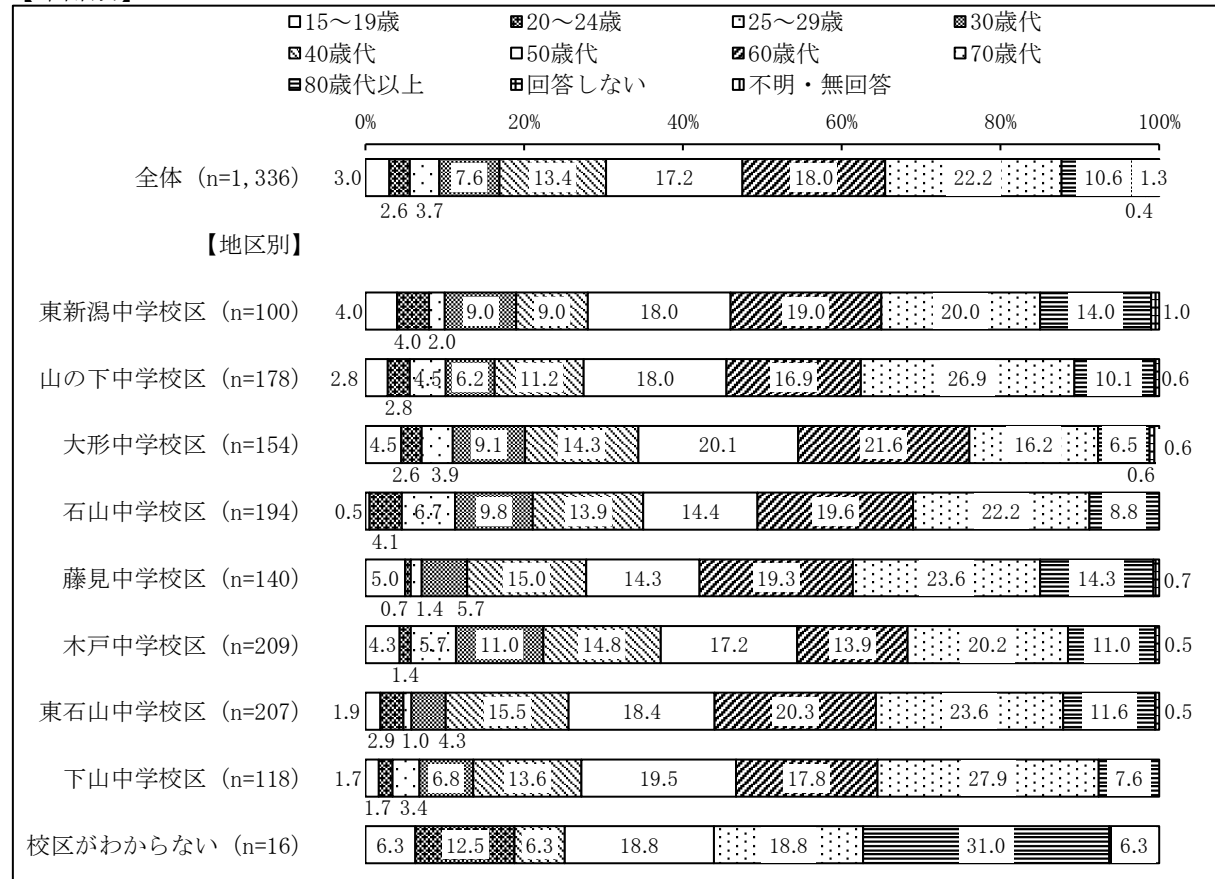 □15～19歳 ▩20～24歳 □25～29歳 ▩30歳代
▧40歳代 □50歳代 ▨60歳代 □70歳代
▤80歳代以上 ⊞回答しない □不明・無回答
0% 20% 40% 60% 80% 100%
全体 (n=1,336) 3.0 7.6 13.4 17.2 18.0 22.2 10.6 1.3
2.6 3.7 0.4
【地区別】
東新潟中学校区 (n=100) 4.0 9.0 9.0 18.0 19.0 20.0 14.0 1.0
4.0 2.0
山の下中学校区 (n=178) 2.8 4.5 6.2 11.2 18.0 16.9 26.9 10.1 0.6
2.8
大形中学校区 (n=154) 4.5 9.1 14.3 20.1 21.6 16.2 6.5 0.6
2.6 3.9 0.6
石山中学校区 (n=194) 0.5 6.7 9.8 13.9 14.4 19.6 22.2 8.8
4.1
藤見中学校区 (n=140) 5.0 15.0 14.3 19.3 23.6 14.3 0.7
0.7 1.4 5.7
木戸中学校区 (n=209) 4.3 5.7 11.0 14.8 17.2 13.9 20.2 11.0 0.5
1.4
東石山中学校区 (n=207) 1.9 15.5 18.4 20.3 23.6 11.6 0.5
2.9 1.0 4.3
下山中学校区 (n=118) 1.7 6.8 13.6 19.5 17.8 27.9 7.6
1.7 3.4
校区がわからない (n=16) 6.3 12.5 6.3 18.8 18.8 31.0 6.3